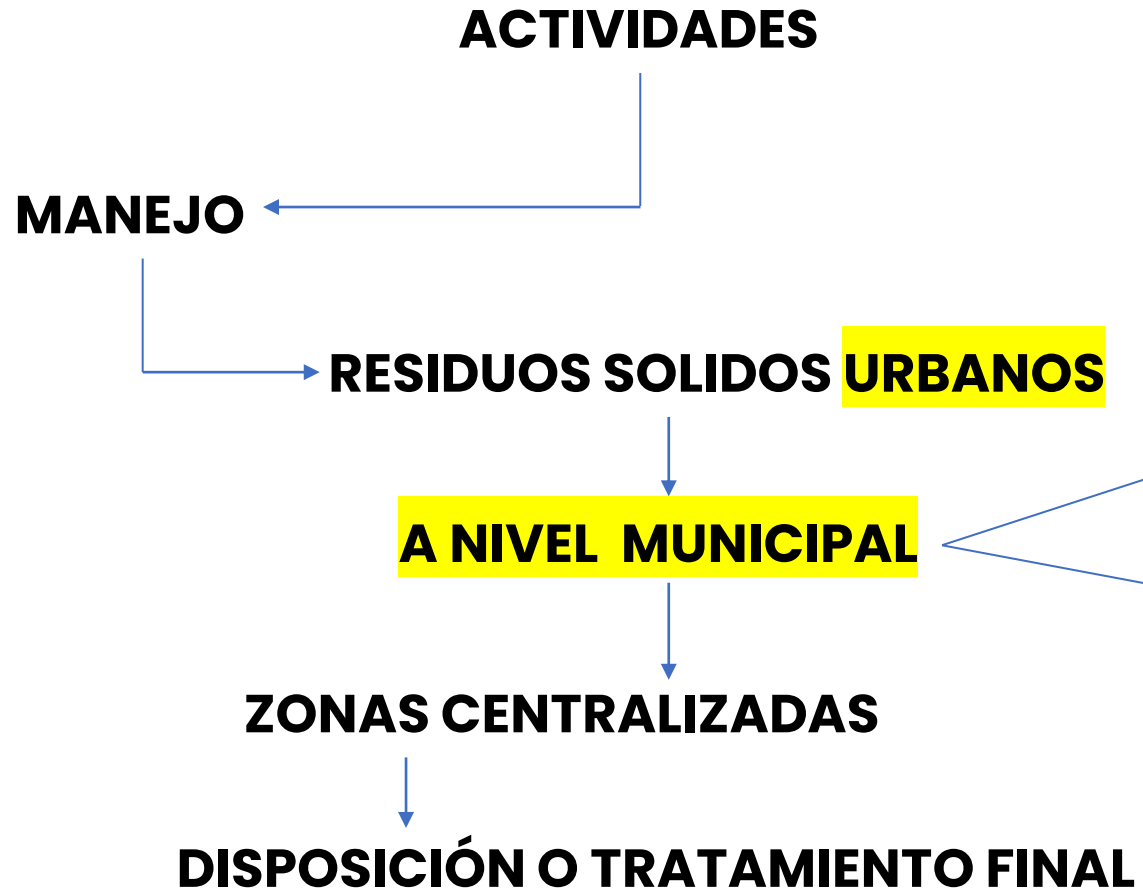 ACTIVIDADES
MANEJO
RESIDUOS SOLIDOS URBANOS
A NIVEL MUNICIPAL
ZONAS CENTRALIZADAS
DISPOSICIÓN O TRATAMIENTO FINAL